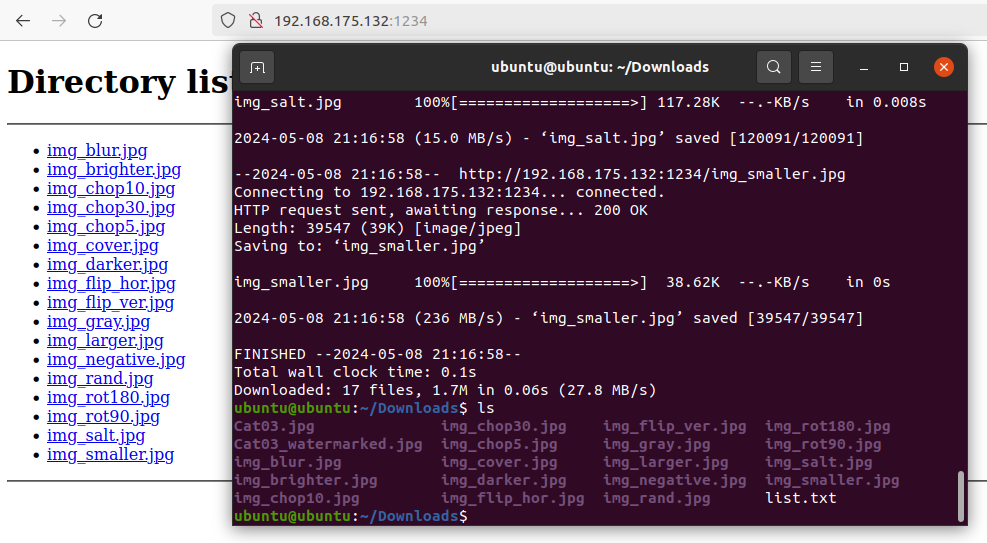 192.168.175.132:1234
ubuntu@ubuntu: ~/Downloads
Directory
img_blur.jpg
img_brighter.jpg
img_chop10.jpg
img_chop30.jpg
img_chop5.jpg
img_cover.jpg
img_darker.jpg
img_flip_hor.jpg
img_flip_ver.jpg
img_gray.jpg
img_larger.jpg
img_negative.jpg
img_rand.jpg
img_rot180.jpg
img_rot90.jpg
img_salt.jpg
img_smaller.jpg
img_salt.jpg 100%[===================>] 117.28K --.-KB/s in 0.008s
2024-05-08 21:16:58 (15.0 MB/s) - ‘img_salt.jpg’ saved [120091/120091]
--2024-05-08 21:16:58-- http://192.168.175.132:1234/img_smaller.jpg
Connecting to 192.168.175.132:1234... connected.
HTTP request sent, awaiting response... 200 OK
Length: 39547 (39K) [image/jpeg]
Saving to: ‘img_smaller.jpg’
img_smaller.jpg 100%[===================>] 38.62K --.-KB/s in 0s
2024-05-08 21:16:58 (236 MB/s) - ‘img_smaller.jpg’ saved [39547/39547]
FINISHED --2024-05-08 21:16:58--
Total wall clock time: 0.1s
Downloaded: 17 files, 1.7M in 0.06s (27.8 MB/s)
ubuntu@ubuntu:~/Downloads$ ls
Cat03.jpg img_chop30.jpg img_flip_ver.jpg img_rot180.jpg
Cat03_watermarked.jpg img_chop5.jpg img_gray.jpg img_rot90.jpg
img_blur.jpg img_cover.jpg img_larger.jpg img_salt.jpg
img_brighter.jpg img_darker.jpg img_negative.jpg img_smaller.jpg
img_chop10.jpg img_flip_hor.jpg img_rand.jpg list.txt
ubuntu@ubuntu:~/Downloads$